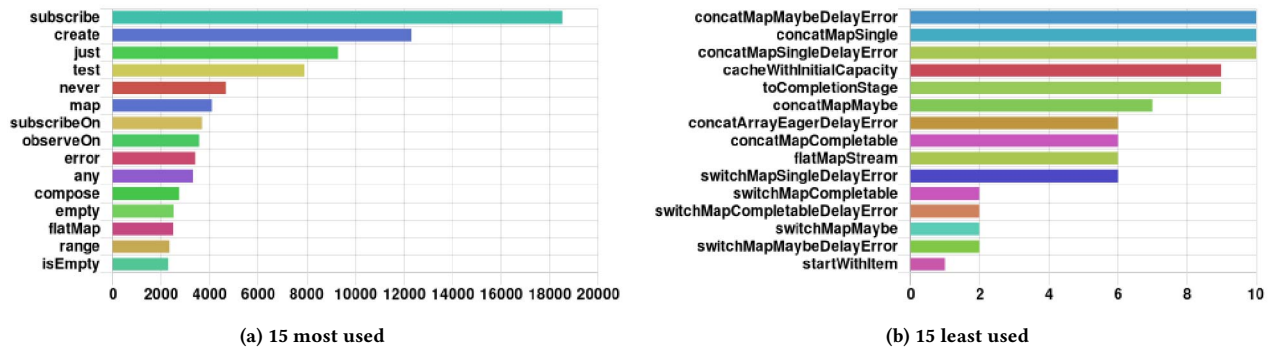 subscribe
create
just
test
never
map
subscribeOn
observeOn
error
any
compose
empty
flatMap
range
isEmpty
0 2000 4000 6000 8000 10000 12000 14000 16000 18000 20000
(a) 15 most used
concatMapMaybeDelayError
concatMapSingle
concatMapSingleDelayError
cacheWithInitialCapacity
toCompletionStage
concatMapMaybe
concatArrayEagerDelayError
concatMapCompletable
flatMapStream
switchMapSingleDelayError
switchMapCompletable
switchMapCompletableDelayError
switchMapMaybe
switchMapMaybeDelayError
startWithItem
0 2 4 6 8 10
(b) 15 least used